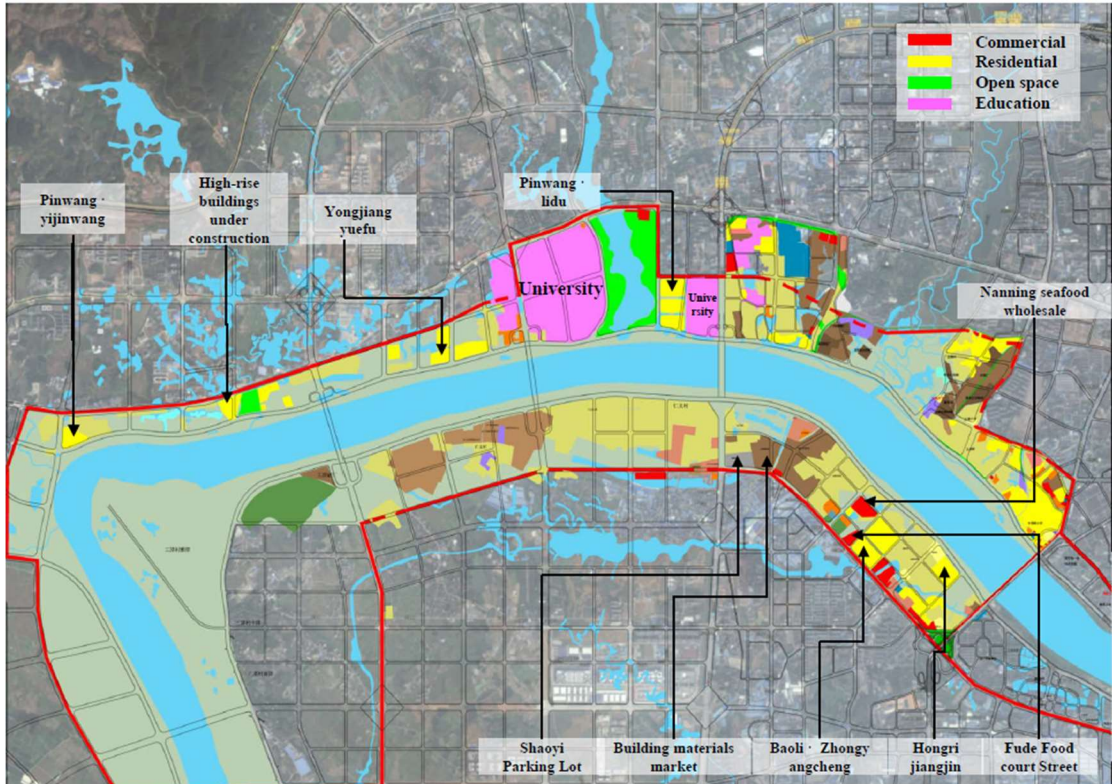 Commercial
Residential
Open space
Education
Pinwang ·
yijinwang
High-rise
buildings
under
construction
Yongjiang
yuefu
Pinwang ·
lidu
University
Unive
rsity
Nanning seafood
wholesale
Shaoyi
Parking Lot
Building materials
market
Baoli · Zhongy
angcheng
Hongri
jiangjin
Fude Food
court Street